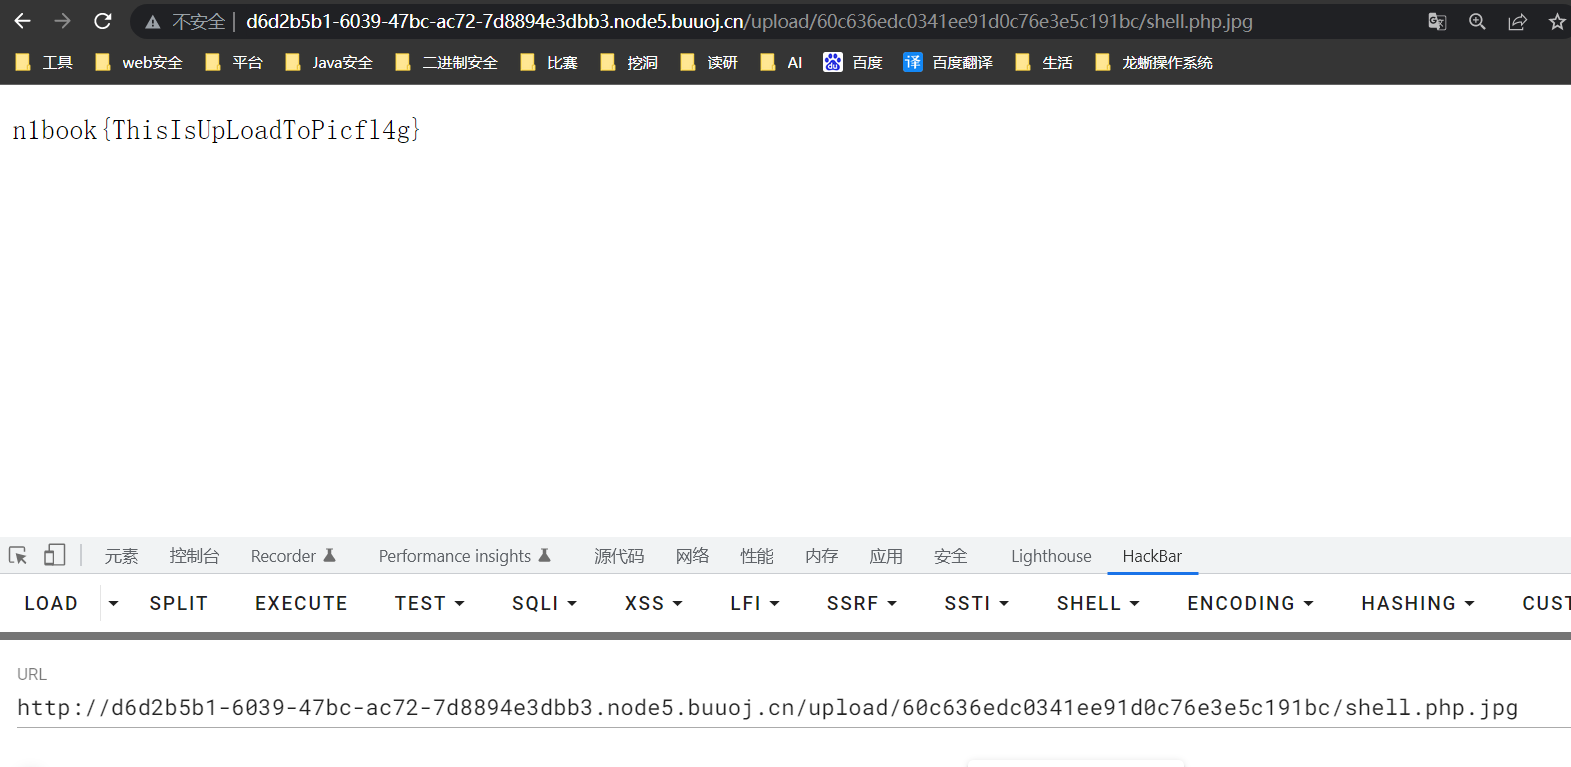 不安全 d6d2b5b1-6039-47bc-ac72-7d8894e3dbb3.node5.buuoj.cn/upload/60c636edc0341ee91d0c76e3e5c191bc/shell.php.jpg
工具 web安全 平台 Java安全 二进制安全 比赛 挖洞 读研 AI 百度 译 百度翻译 生活 龙蜥操作系统
n1book{ThisIsUpLoadToPicfl4g}
元素 控制台 Recorder Performance insights 源代码 网络 性能 内存 应用 安全 Lighthouse HackBar
LOAD SPLIT EXECUTE TEST SQLI XSS LFI SSRF SSTI SHELL ENCODING HASHING CUST
URL
http://d6d2b5b1-6039-47bc-ac72-7d8894e3dbb3.node5.buuoj.cn/upload/60c636edc0341ee91d0c76e3e5c191bc/shell.php.jpg